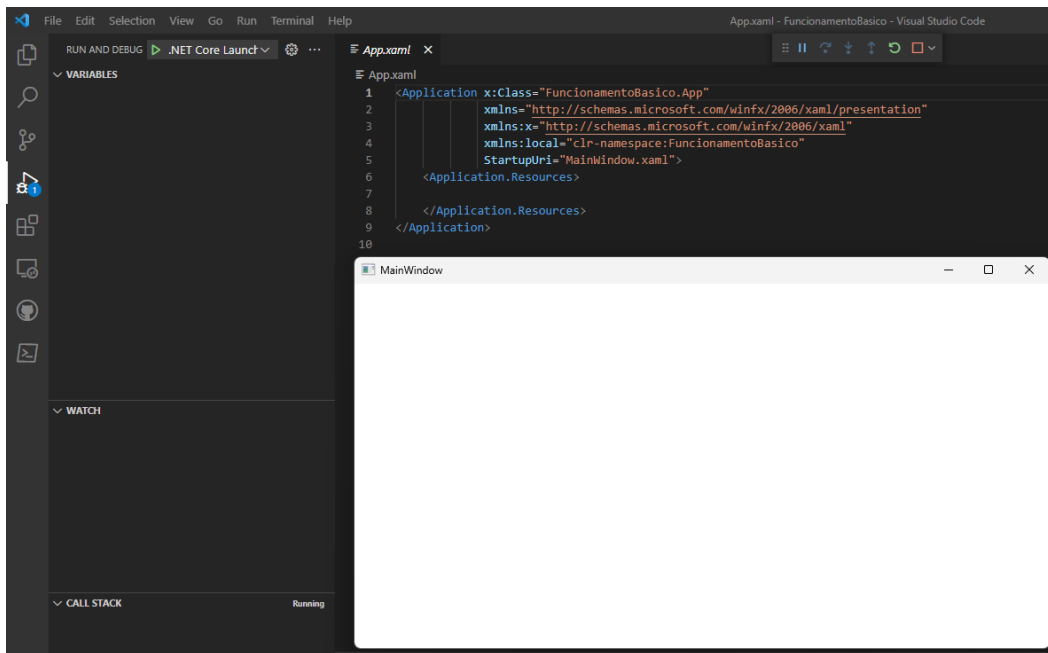 File Edit Selection View Go Run Terminal Help
App.xaml - FuncionamentoBasico - Visual Studio Code
RUN AND DEBUG .NET Core Launch
App.xaml
VARIABLES
App.xaml
1 <Application x:Class="FuncionamentoBasico.App"
2 xmlns="http://schemas.microsoft.com/winfx/2006/xaml/presentation"
3 xmlns:x="http://schemas.microsoft.com/winfx/2006/xaml"
4 xmlns:local="clr-namespace:FuncionamentoBasico"
5 StartupUri="MainWindow.xaml">
6 <Application.Resources>
7
8 </Application.Resources>
9 </Application>
10
1
MainWindow
WATCH
CALL STACK Running